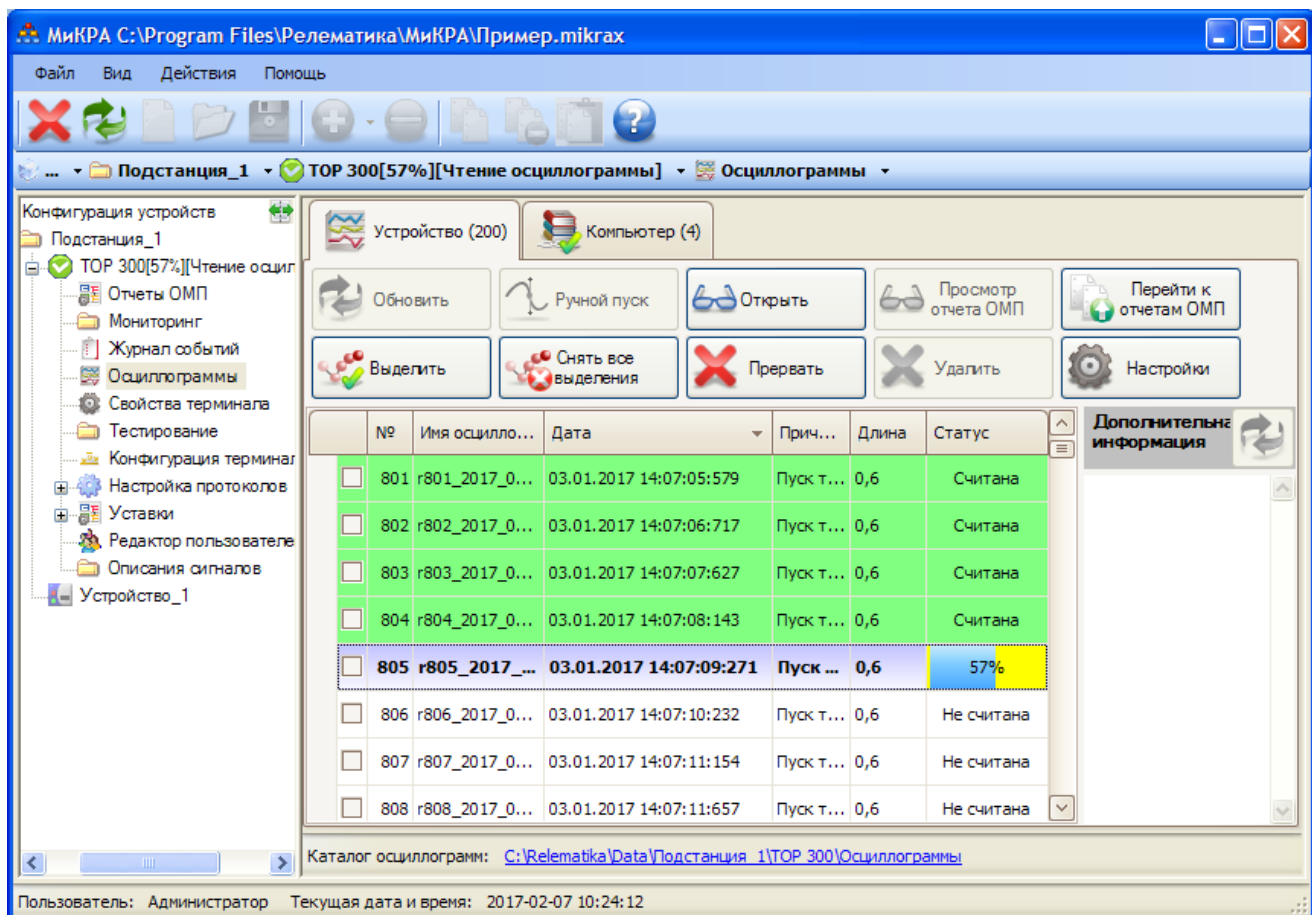 МиКРА C:\Program Files\Релематика\МиКРА\Пример.mikrax
Файл Вид Действия Помощь
... Подстанция_1 ТОР 300[57%][Чтение осциллограммы] Осциллограммы
Конфигурация устройств
Подстанция_1
ТОР 300[57%][Чтение осцил
Отчеты ОМП
Мониторинг
Журнал событий
Осциллограммы
Свойства терминала
Тестирование
Конфигурация терминал
Настройка протоколов
Уставки
Редактор пользователе
Описания сигналов
Устройство_1
Устройство (200) Компьютер (4)
Обновить Ручной пуск Открыть Просмотр отчета ОМП Перейти к отчетам ОМП
Выделить Снять все выделения Прервать Удалить Настройки
№ Имя осцилло... Дата Прич... Длина Статус
801 r801_2017_0... 03.01.2017 14:07:05:579 Пуск т... 0,6 Считана
802 r802_2017_0... 03.01.2017 14:07:06:717 Пуск т... 0,6 Считана
803 r803_2017_0... 03.01.2017 14:07:07:627 Пуск т... 0,6 Считана
804 r804_2017_0... 03.01.2017 14:07:08:143 Пуск т... 0,6 Считана
805 r805_2017_... 03.01.2017 14:07:09:271 Пуск ... 0,6 57%
806 r806_2017_0... 03.01.2017 14:07:10:232 Пуск т... 0,6 Не считана
807 r807_2017_0... 03.01.2017 14:07:11:154 Пуск т... 0,6 Не считана
808 r808_2017_0... 03.01.2017 14:07:11:657 Пуск т... 0,6 Не считана
Дополнительна
информация
Каталог осциллограмм: C:\Relematika\Data\Подстанция_1\ТОР 300\Осциллограммы
Пользователь: Администратор Текущая дата и время: 2017-02-07 10:24:12